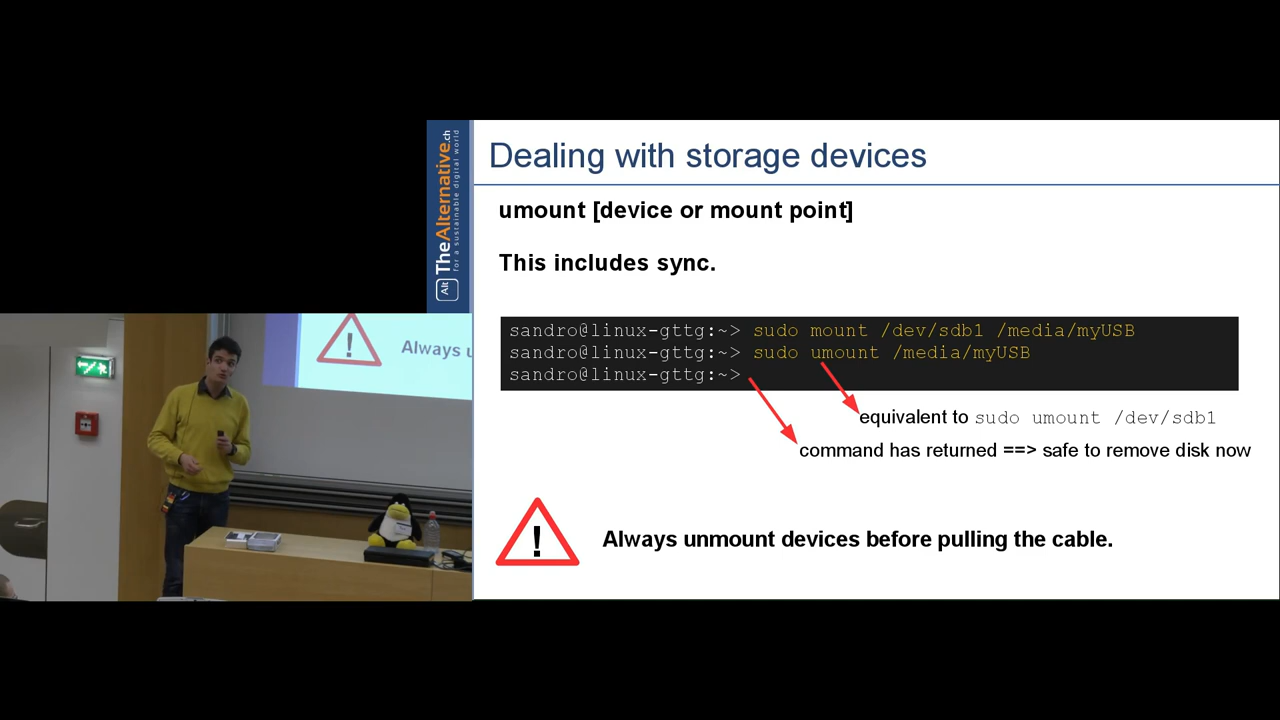 Dealing with storage devices
umount [device or mount point]
This includes sync.
sandro@linux-gttg:~> sudo mount /dev/sdb1 /media/myUSB
sandro@linux-gttg:~> sudo umount /media/myUSB
sandro@linux-gttg:~>
equivalent to sudo umount /dev/sdb1
command has returned ==> safe to remove disk now
! Always unmount devices before pulling the cable.
Alt TheAlternative.ch
for a sustainable digital world
! Always u